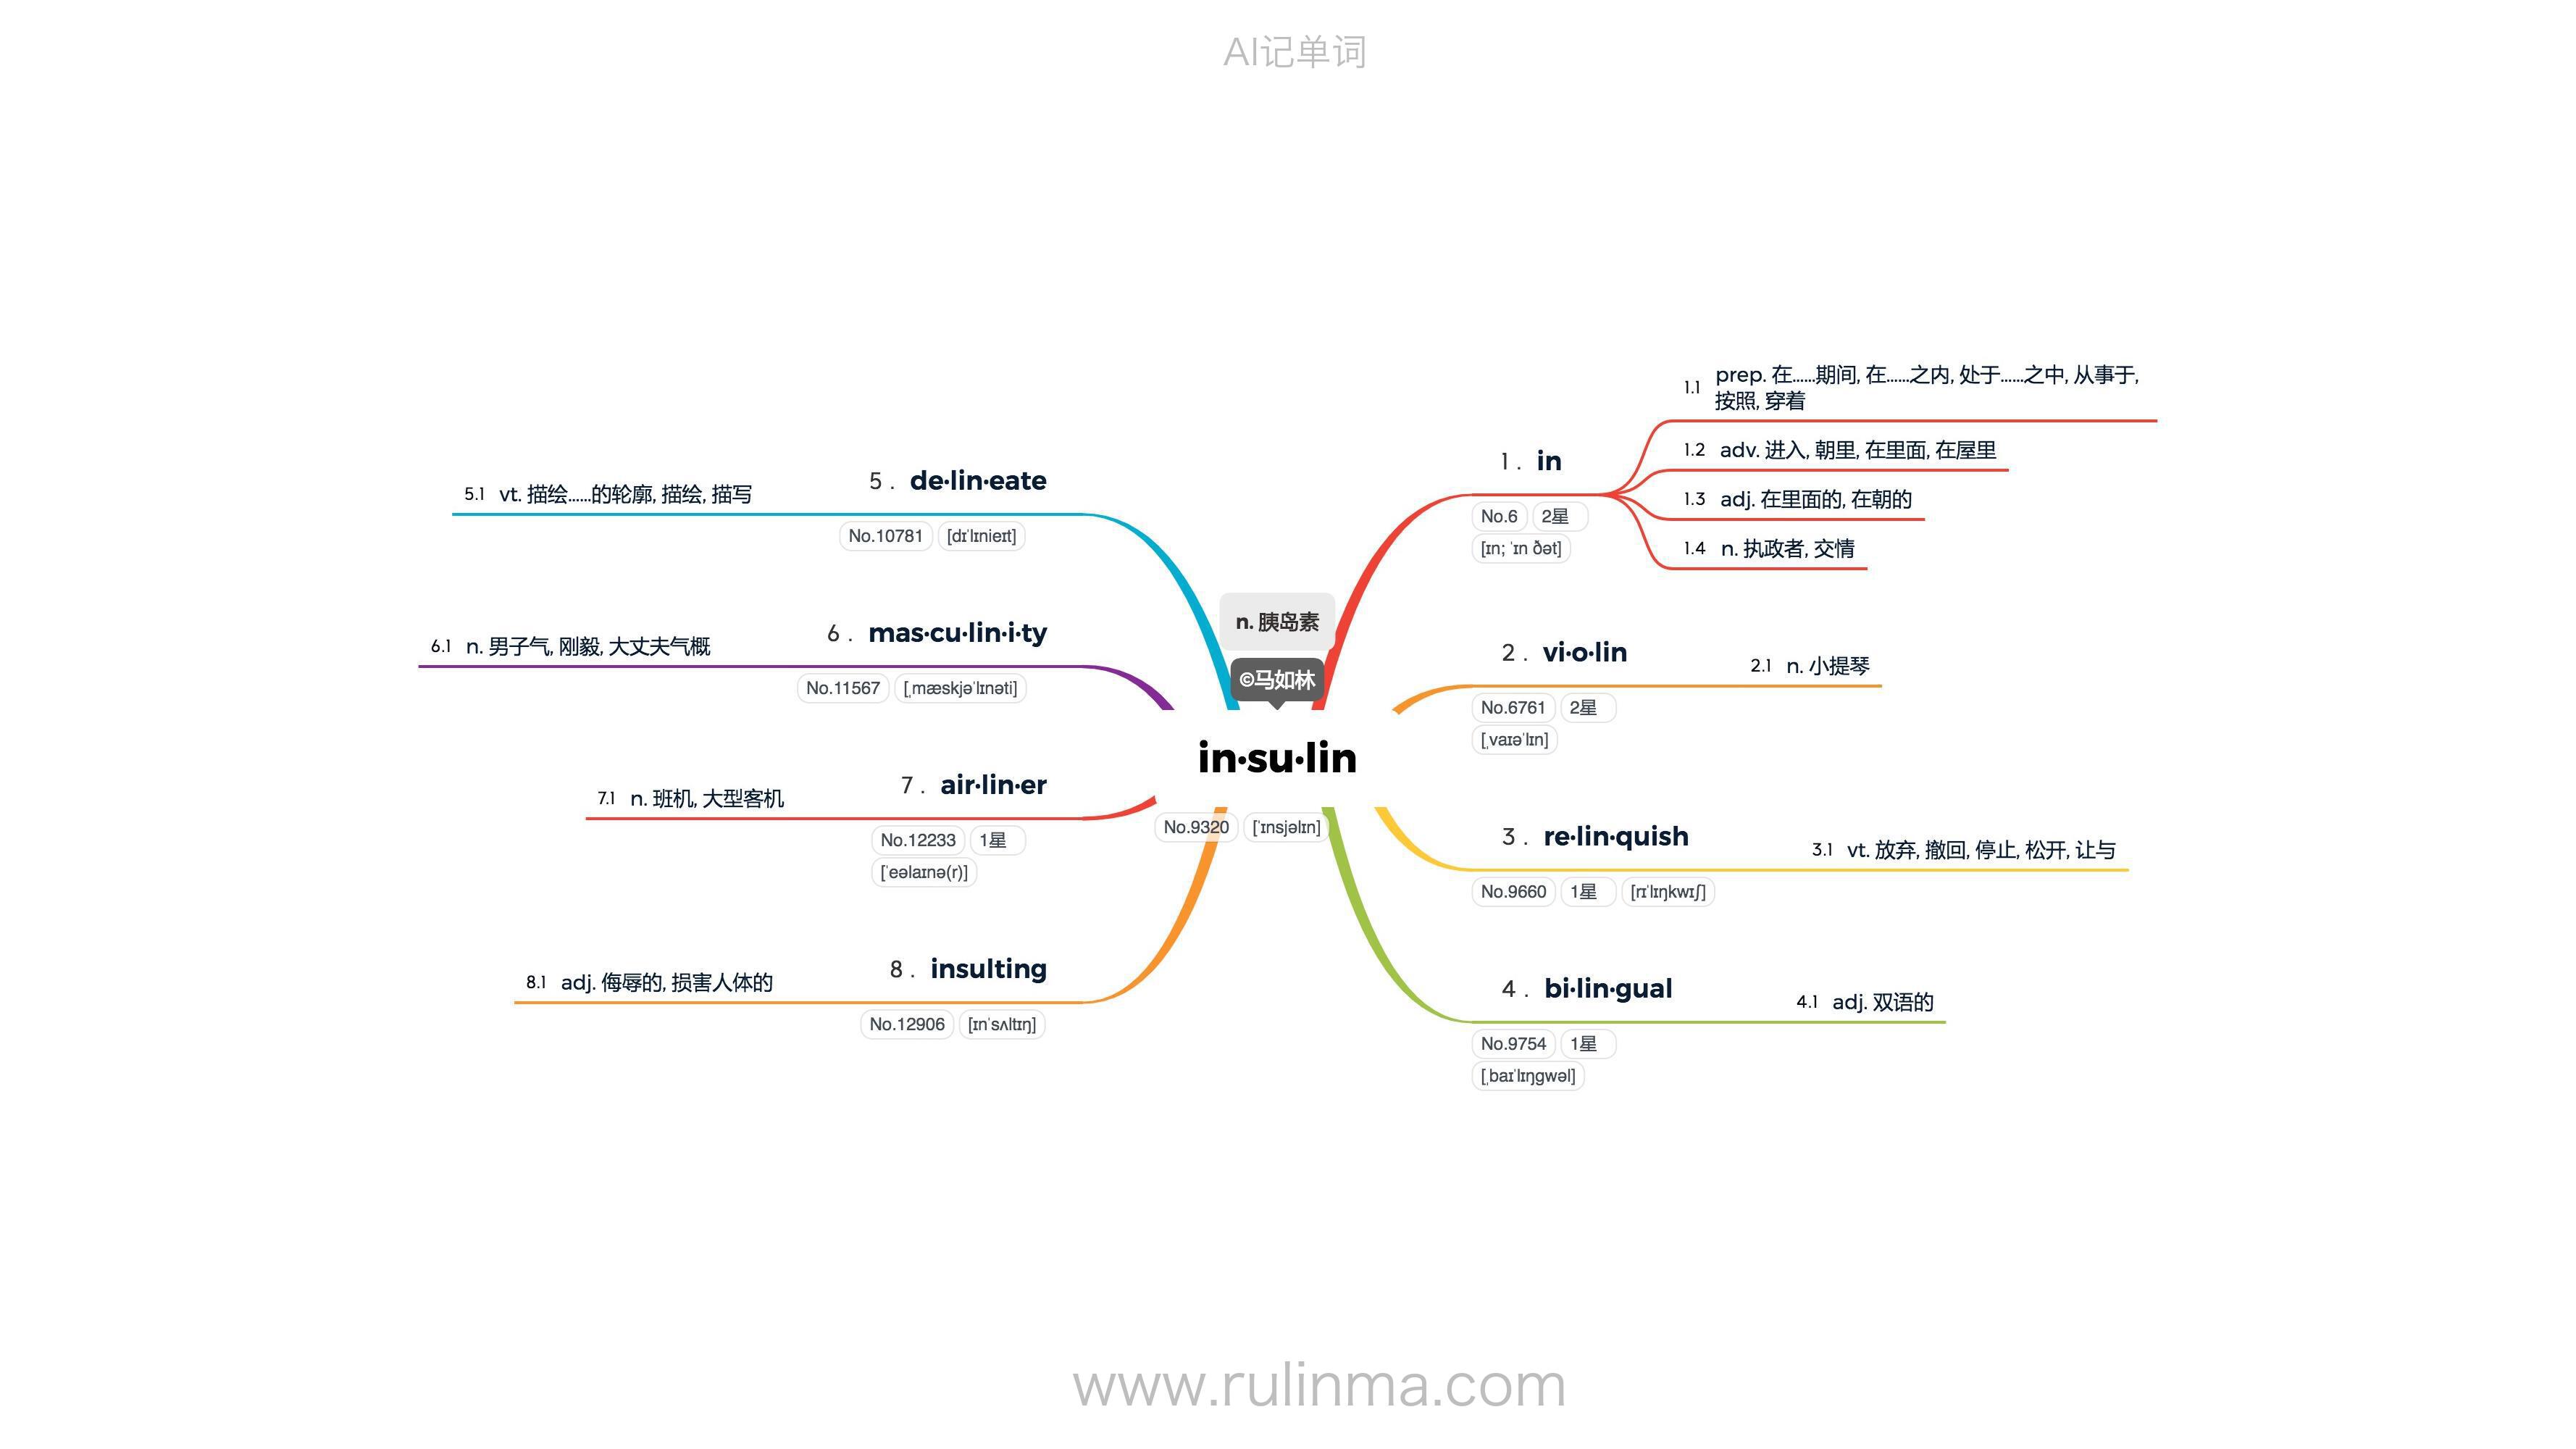 AI记单词
n. 胰岛素
©马如林
in·su·lin
No.9320 [ˈɪnsjəlɪn]
1 . in
No.6 2星
[ɪn; ˈɪn ðət]
1.1 prep. 在……期间, 在……之内, 处于……之中, 从事于,
按照, 穿着
1.2 adv. 进入, 朝里, 在里面, 在屋里
1.3 adj. 在里面的, 在朝的
1.4 n. 执政者, 交情
2 . vi·o·lin
No.6761 2星
[ˌvaɪəˈlɪn]
2.1 n. 小提琴
3 . re·lin·quish
No.9660 1星 [rɪˈlɪŋkwɪʃ]
3.1 vt. 放弃, 撤回, 停止, 松开, 让与
4 . bi·lin·gual
No.9754 1星
[ˌbaɪˈlɪŋgwəl]
4.1 adj. 双语的
5 . de·lin·eate
No.10781 [dɪˈlɪnieɪt]
5.1 vt. 描绘……的轮廓, 描绘, 描写
6 . mas·cu·lin·i·ty
No.11567 [ˌmæskjəˈlɪnəti]
6.1 n. 男子气, 刚毅, 大丈夫气概
7 . air·lin·er
No.12233 1星
[ˈeəlaɪnə(r)]
7.1 n. 班机, 大型客机
8 . insulting
No.12906 [ɪnˈsʌltɪŋ]
8.1 adj. 侮辱的, 损害人体的
www.rulinma.com